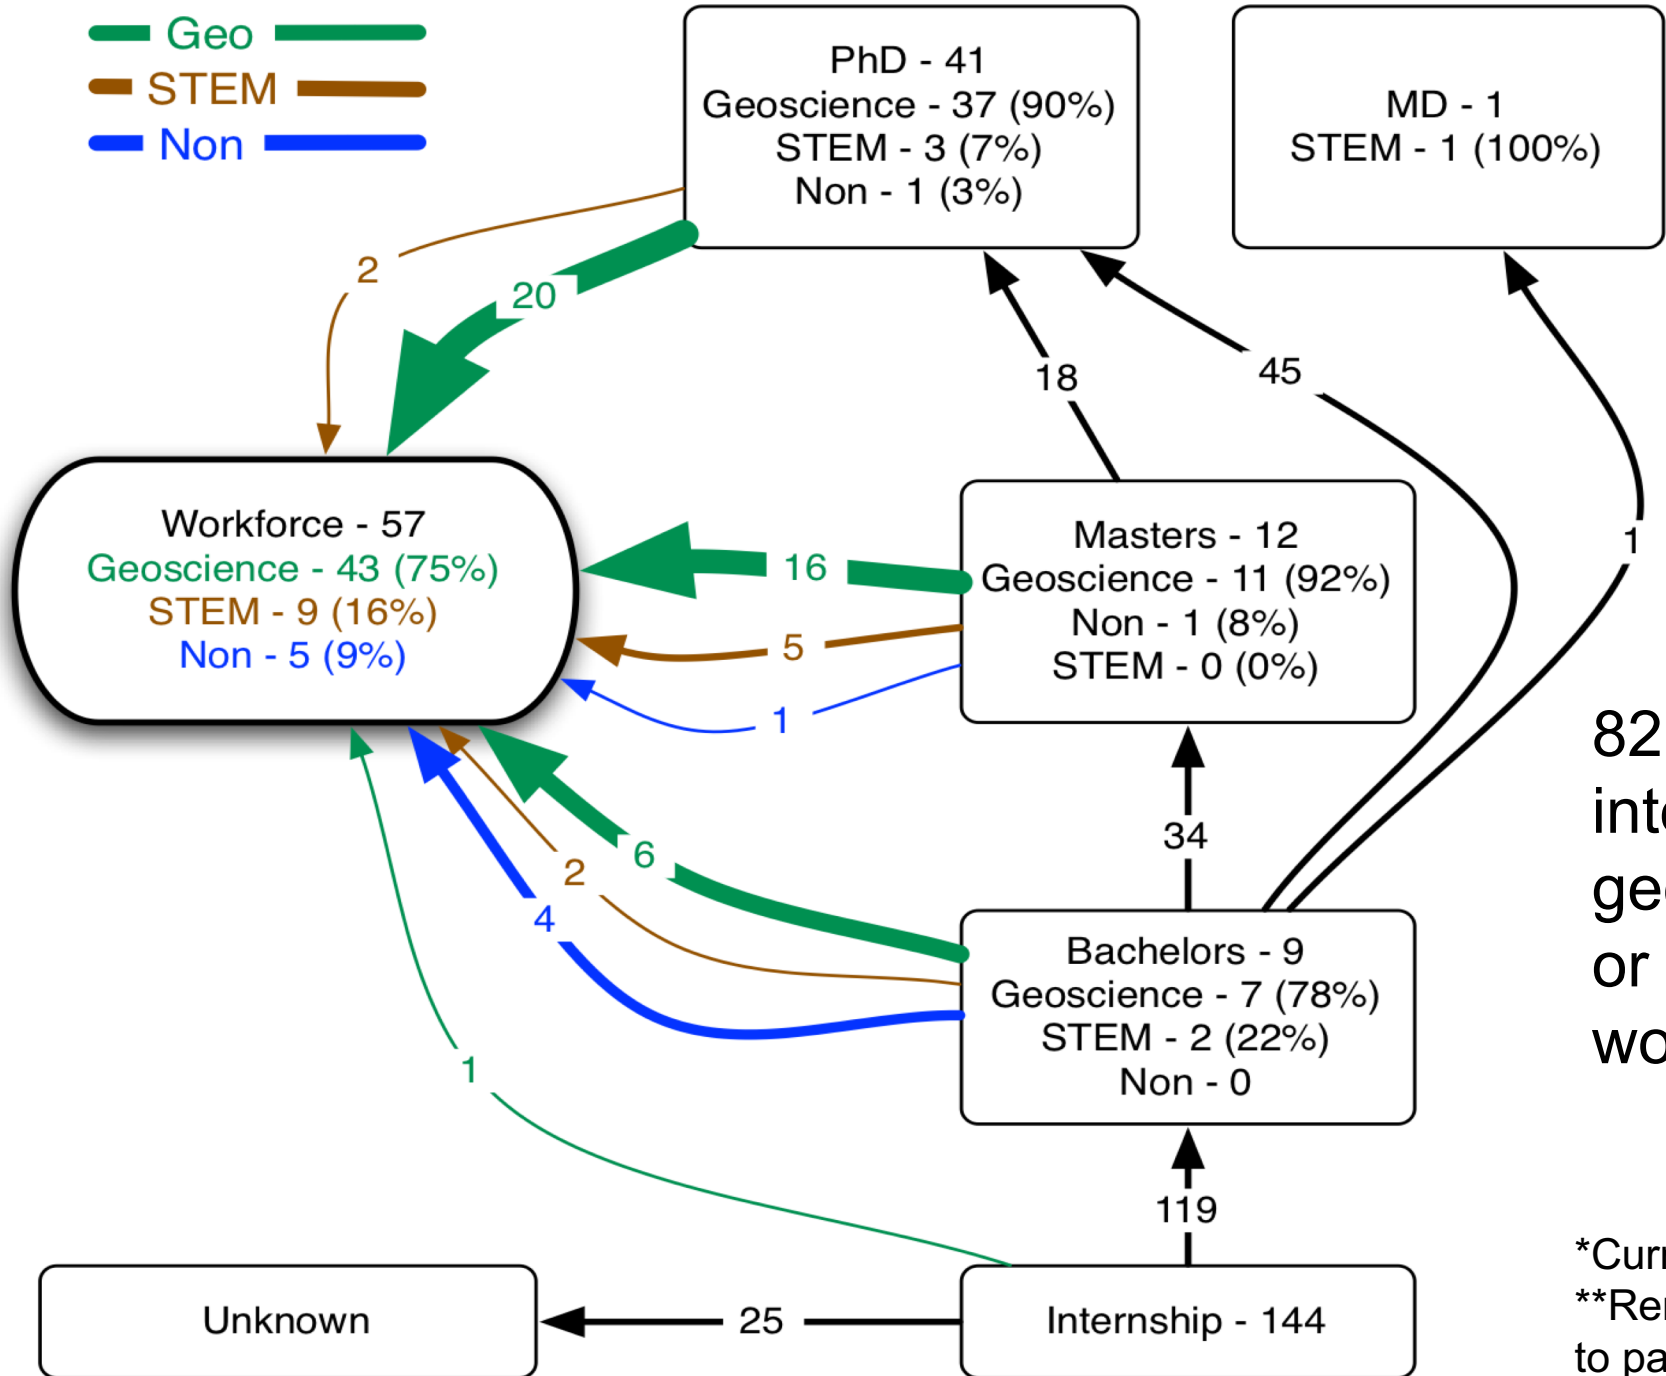 Geo
STEM
Non
PhD - 41
Geoscience - 37 (90%)
STEM - 3 (7%)
Non - 1 (3%)
MD - 1
STEM - 1 (100%)
2
20
18
45
1
Workforce - 57
Geoscience - 43 (75%)
STEM - 9 (16%)
Non - 5 (9%)
16
5
1
Masters - 12
Geoscience - 11 (92%)
Non - 1 (8%)
STEM - 0 (0%)
34
6
2
4
1
Bachelors - 9
Geoscience - 7 (78%)
STEM - 2 (22%)
Non - 0
119
Unknown
25
Internship - 144
82
or
to